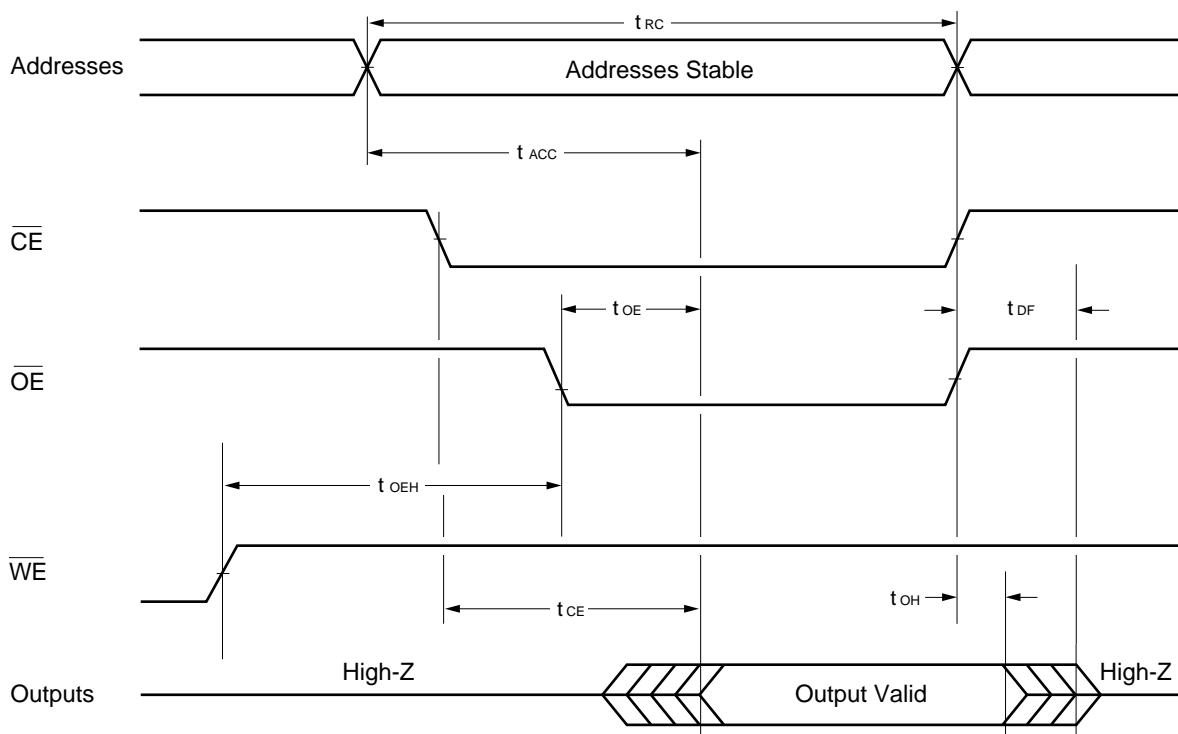 t RC
Addresses
Addresses Stable
t ACC
CE
t OE
t DF
OE
t OEH
WE
t CE
t OH
High-Z
High-Z
Outputs
Output Valid